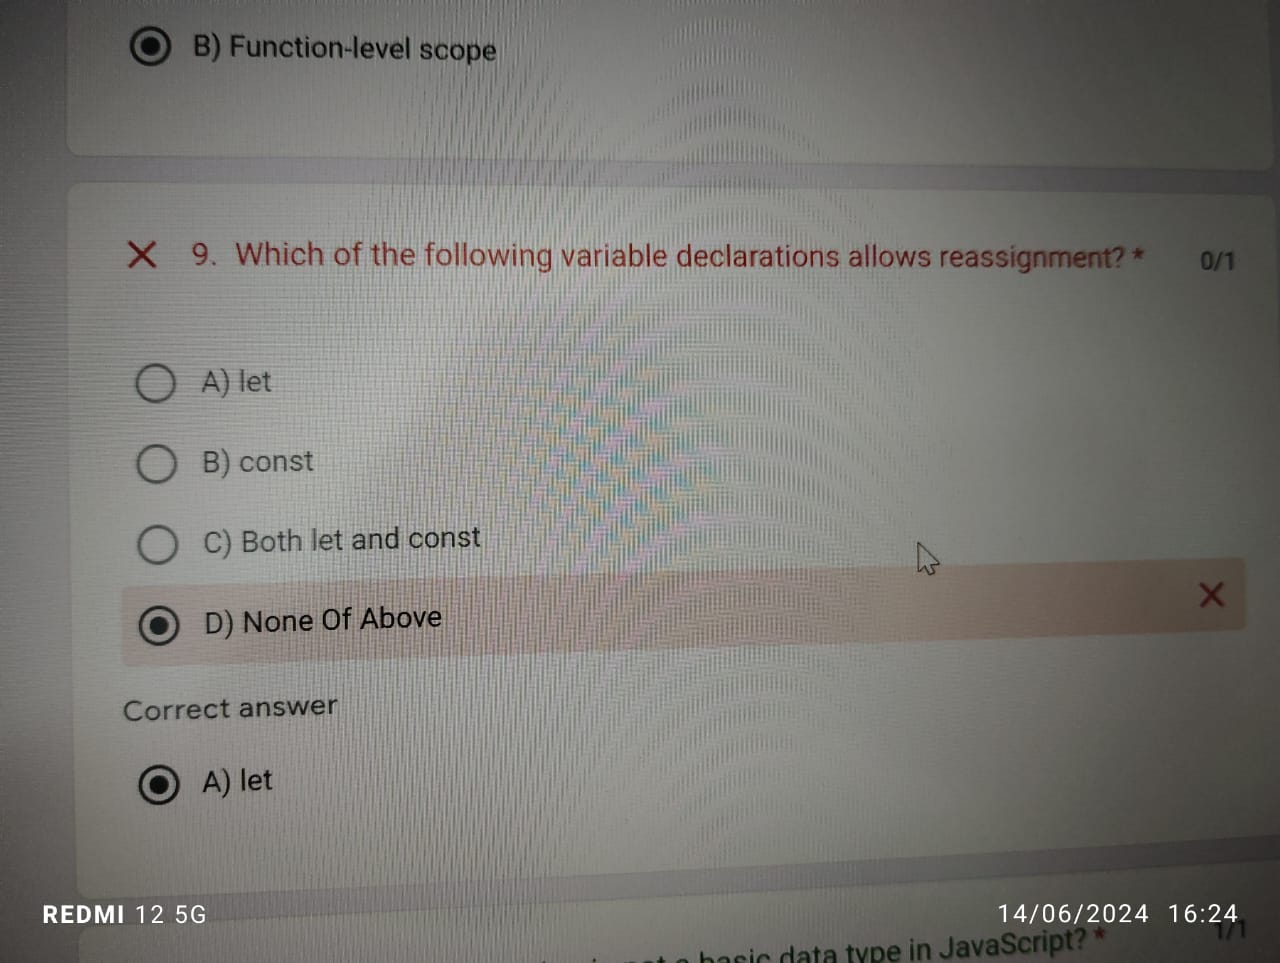 B) Function-level scope
9. Which of the following variable declarations allows reassignment? *
0/1
A) let
B) const
C) Both let and const
D) None Of Above
Correct answer
A) let
REDMI 12 5G
14/06/2024 16:24
1/1
basic data type in JavaScript? *